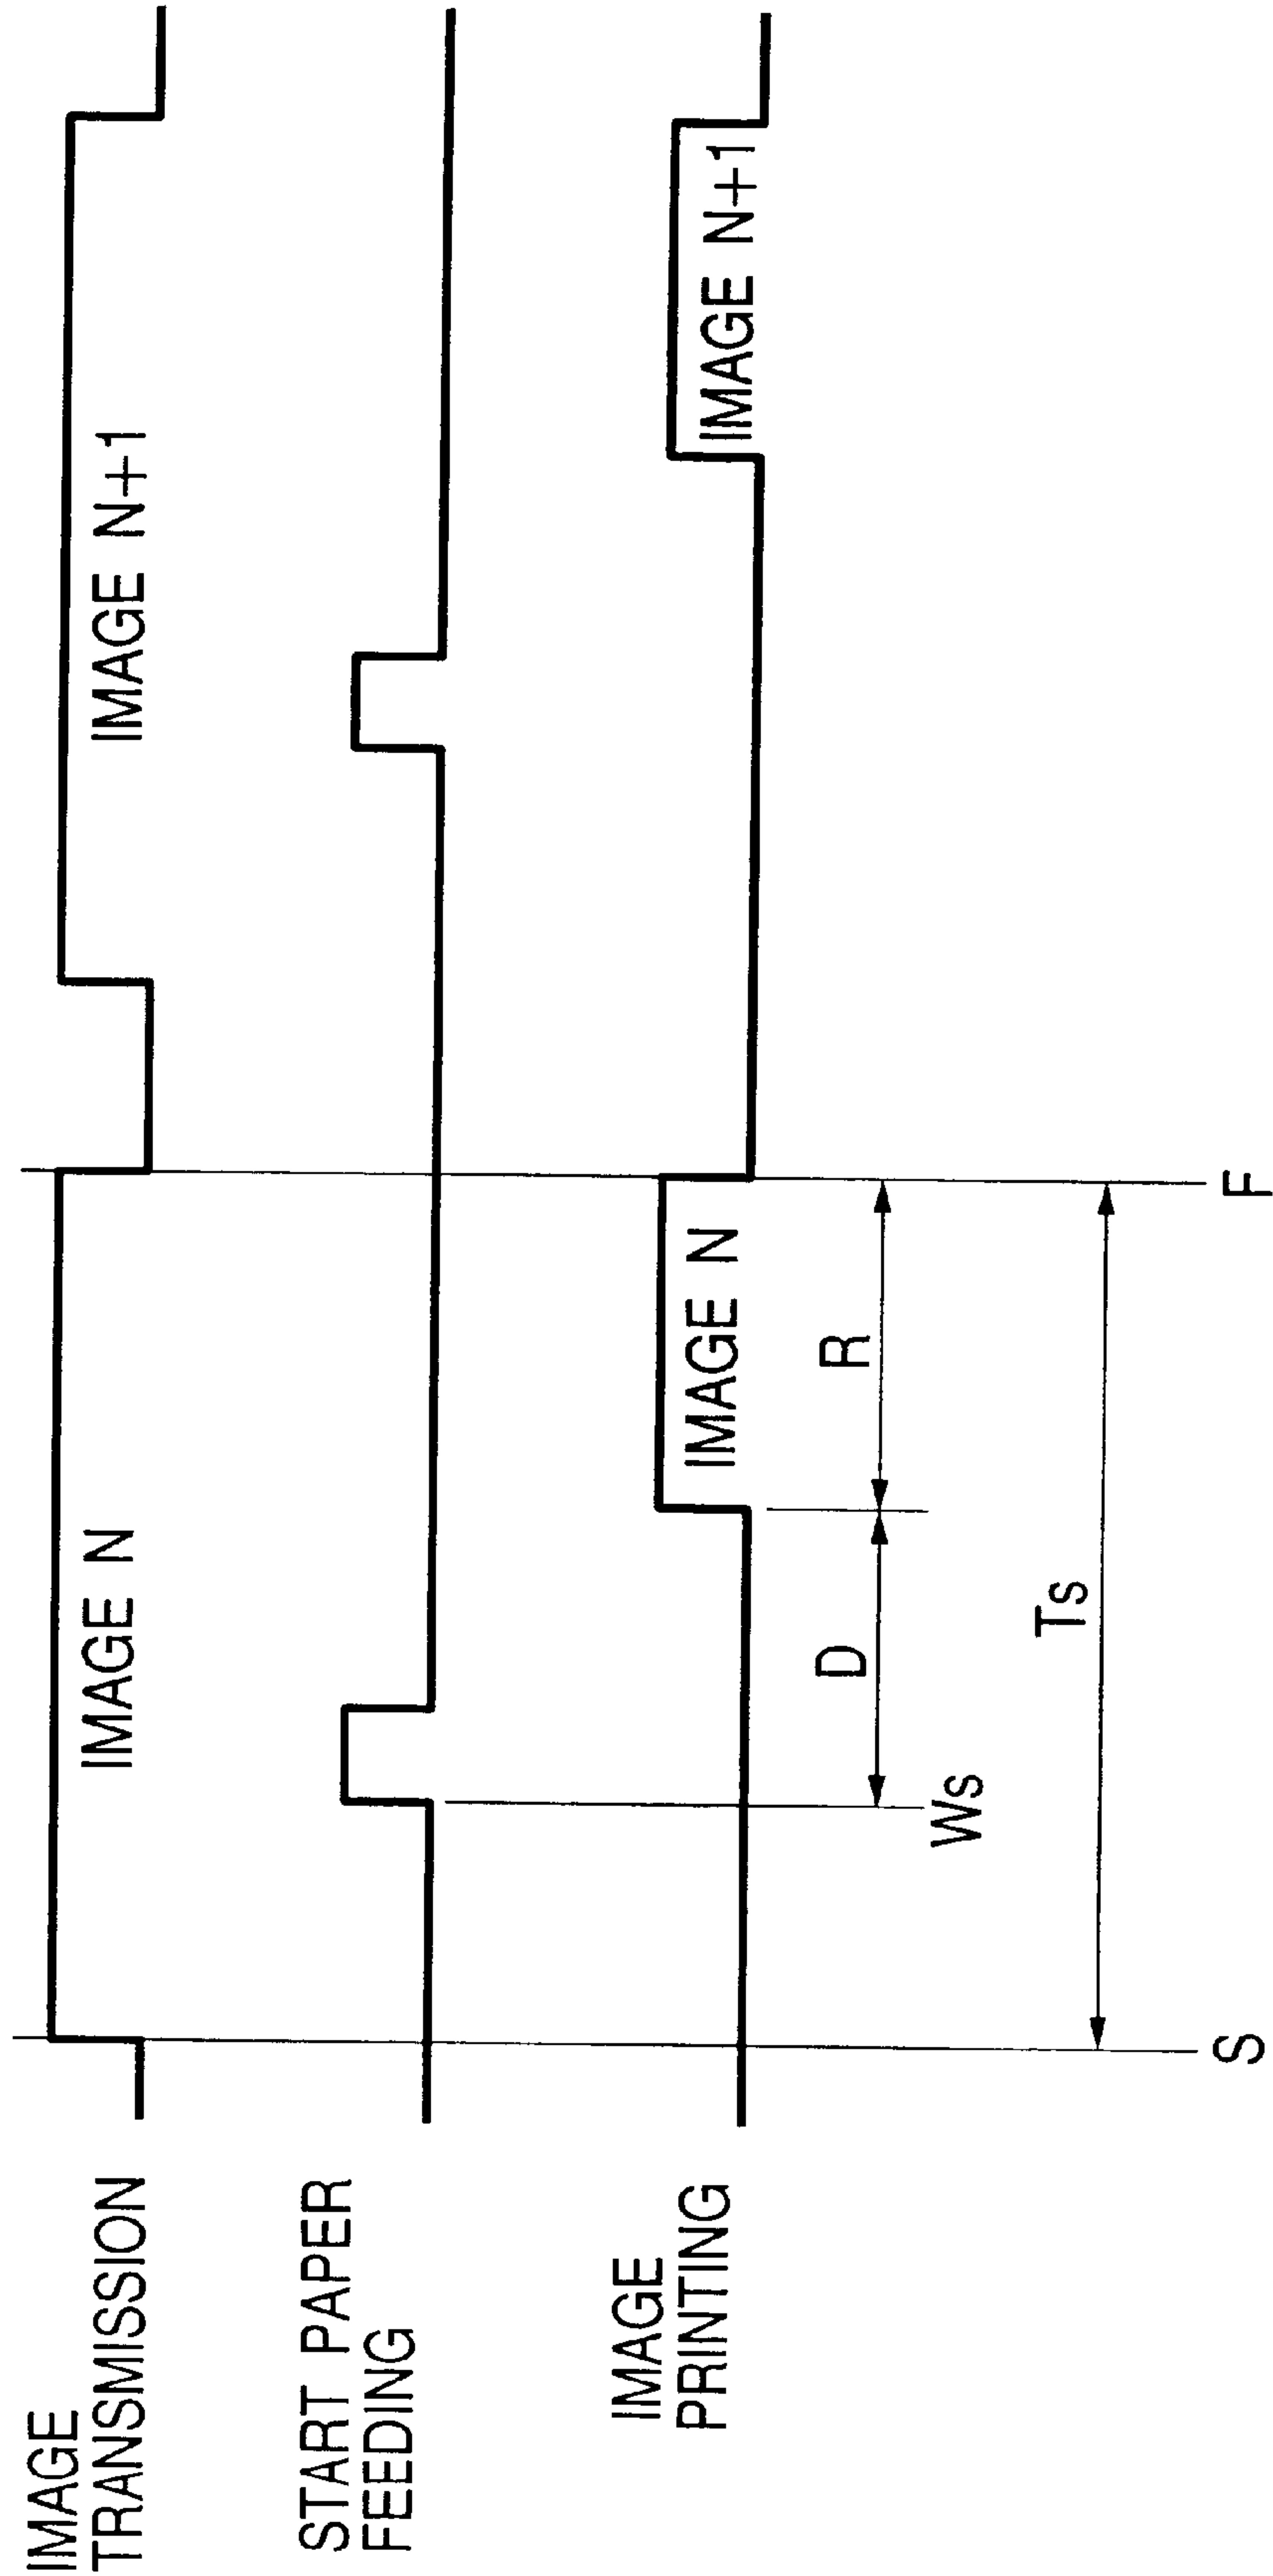 IMAGE
TRANSMISSION
IMAGE N
IMAGE N+1
START PAPER
FEEDING
IMAGE
PRINTING
IMAGE N
IMAGE N+1
D
R
Ws
Ts
S
F